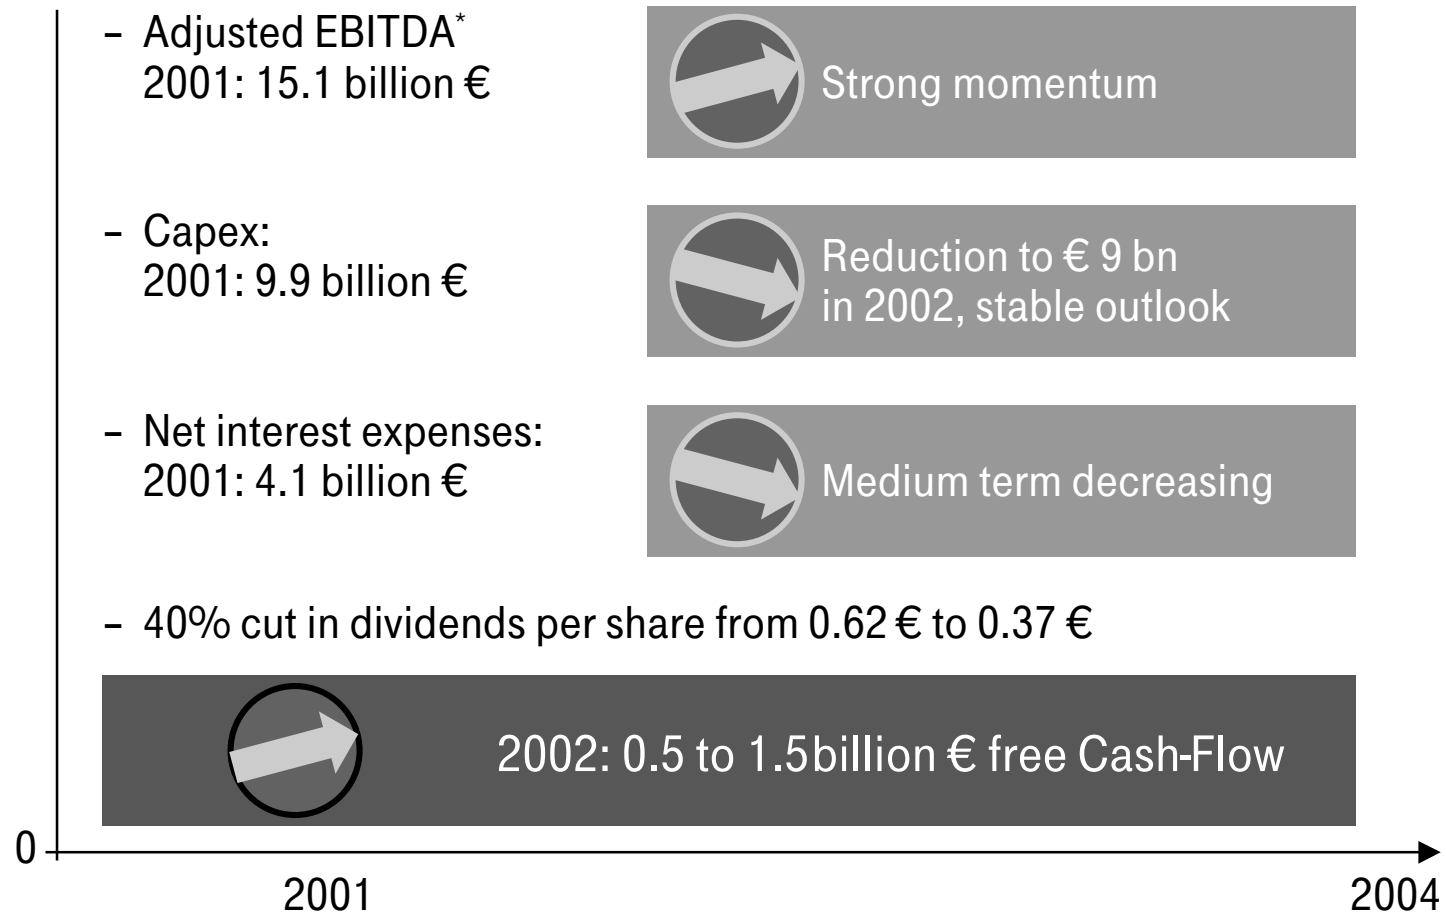 – Adjusted EBITDA*
2001: 15.1 billion €
Strong momentum
– Capex:
2001: 9.9 billion €
Reduction to € 9 bn
in 2002, stable outlook
– Net interest expenses:
2001: 4.1 billion €
Medium term decreasing
– 40% cut in dividends per share from 0.62 € to 0.37 €
2002: 0.5 to 1.5 billion € free Cash-Flow
0
2001
2004